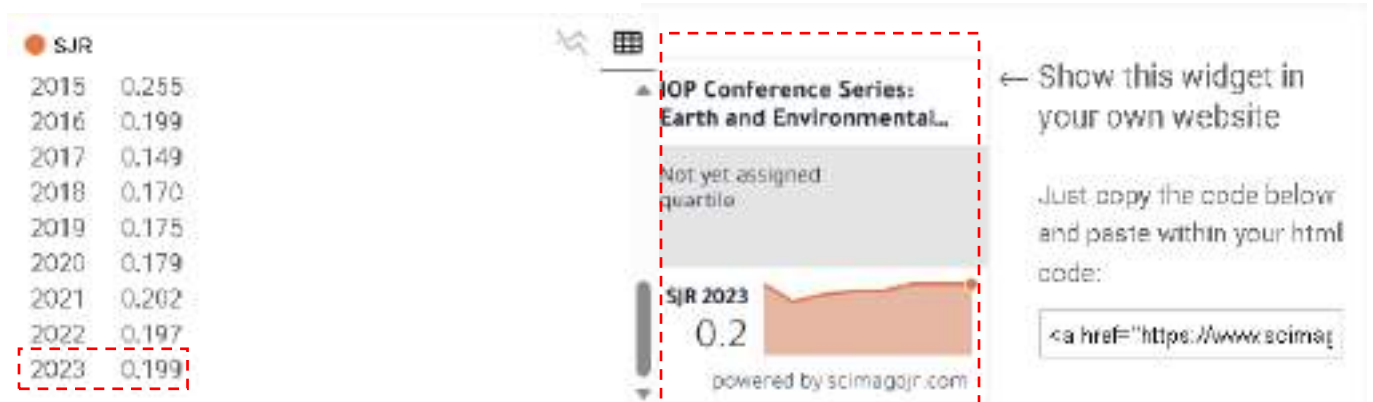 SJR
2015 0.255
2016 0.199
2017 0.149
2018 0.170
2019 0.175
2020 0.179
2021 0.202
2022 0.197
2023 0.199
IOP Conference Series:
Earth and Environmental...
Not yet assigned
quartile
SJR 2023
0.2
powered by scimagojr.com
← Show this widget in
your own website
Just copy the code below
and paste within your html
code:
<a href="https://www.scimag